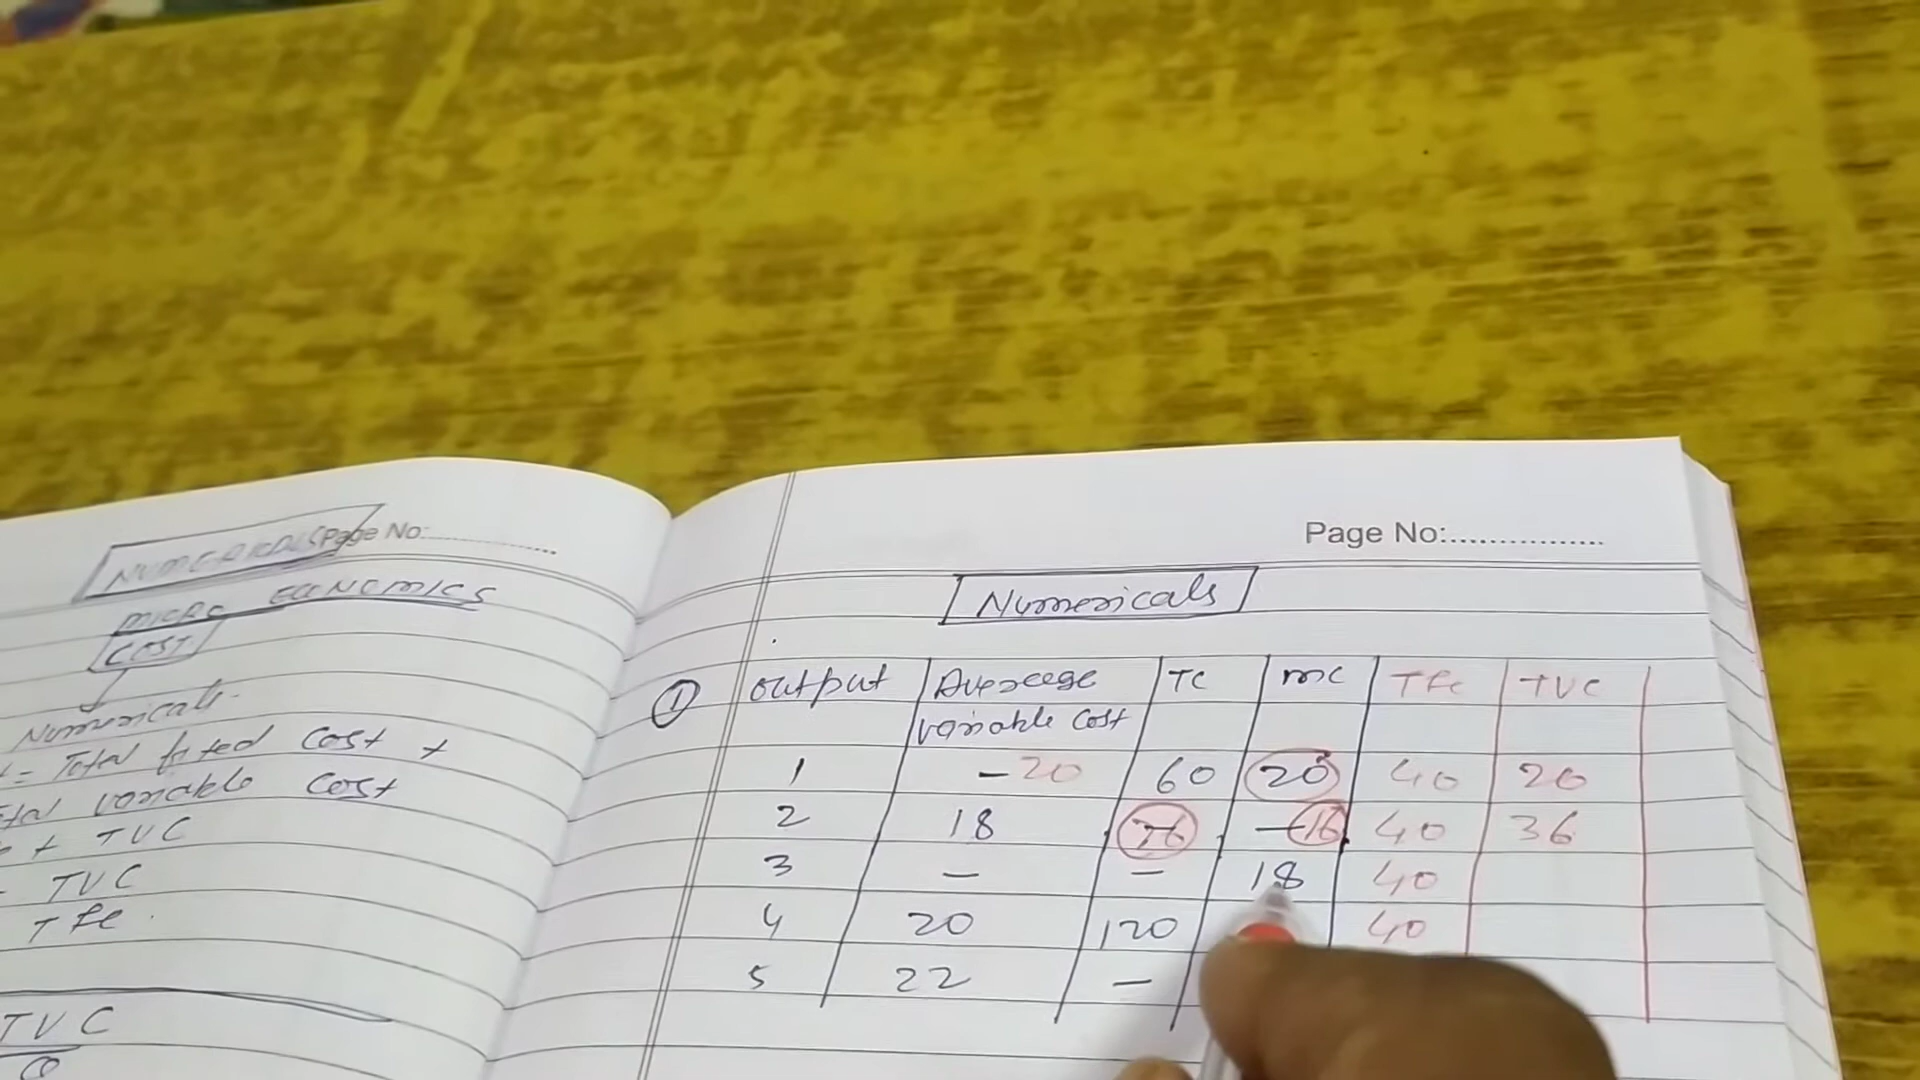 NUMERICALS Page No:
MICRO ECONOMICS
COST
Numericals.
= Total fixed cost +
variable cost
+ TVC
- TVC
Tfc.
TVC
Q
Page No:................
Numericals
① output Average TC mc Tfc TVC
variable cost
1 - 20 60 20 40 20
2 18 76 - 16 40 36
3 - - 18 40
4 20 120 40
5 22 -